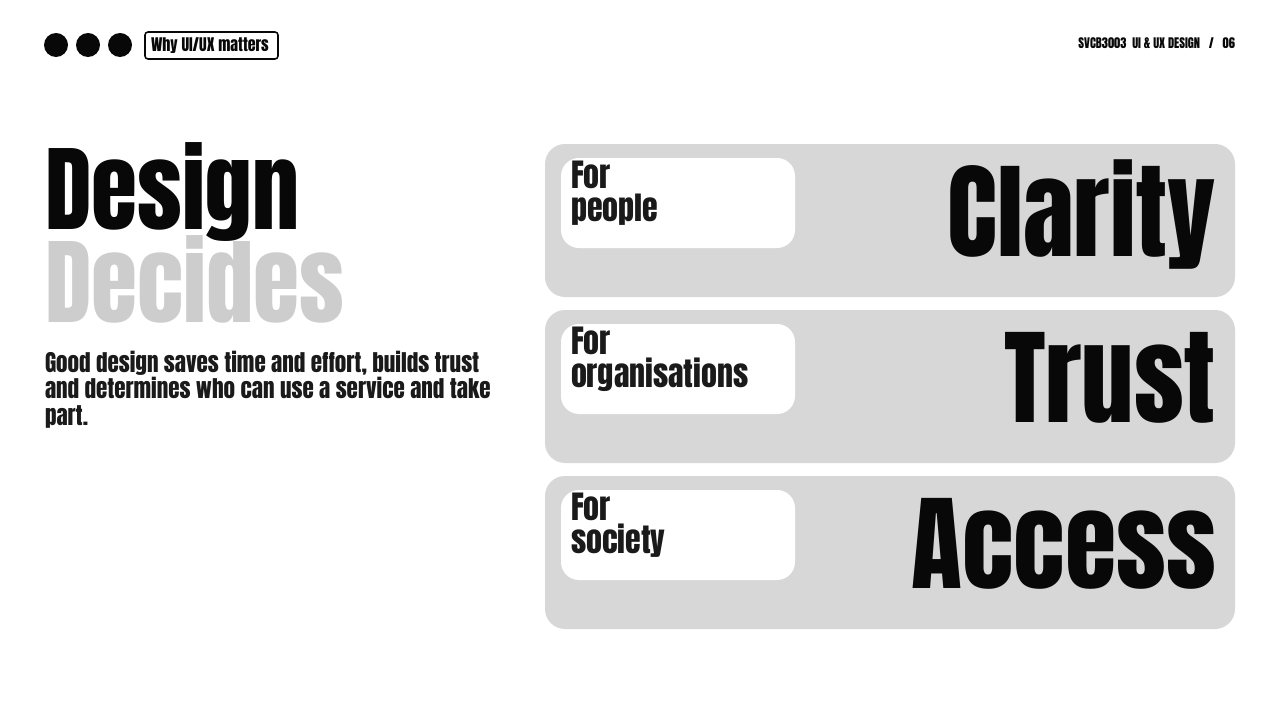 Why UI/UX matters
SVCB3003 UI & UX DESIGN / 06
Design
Decides
Good design saves time and effort, builds trust
and determines who can use a service and take
part.
For
people
Clarity
For
organisations
Trust
For
society
Access